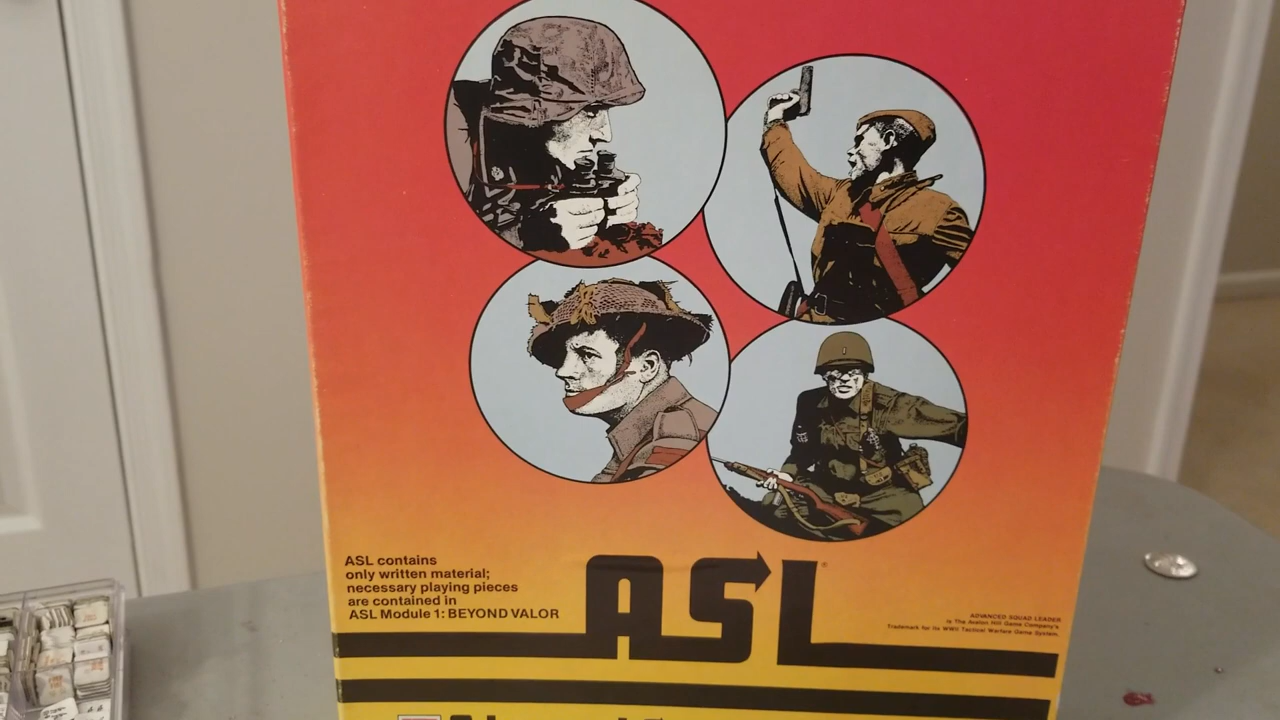 ASL contains
only written material;
necessary playing pieces
are contained in
ASL Module 1: BEYOND VALOR
ASL®
ADVANCED SQUAD LEADER
is The Avalon Hill Game Company's
Trademark for its WWII Tactical Warfare Game System.